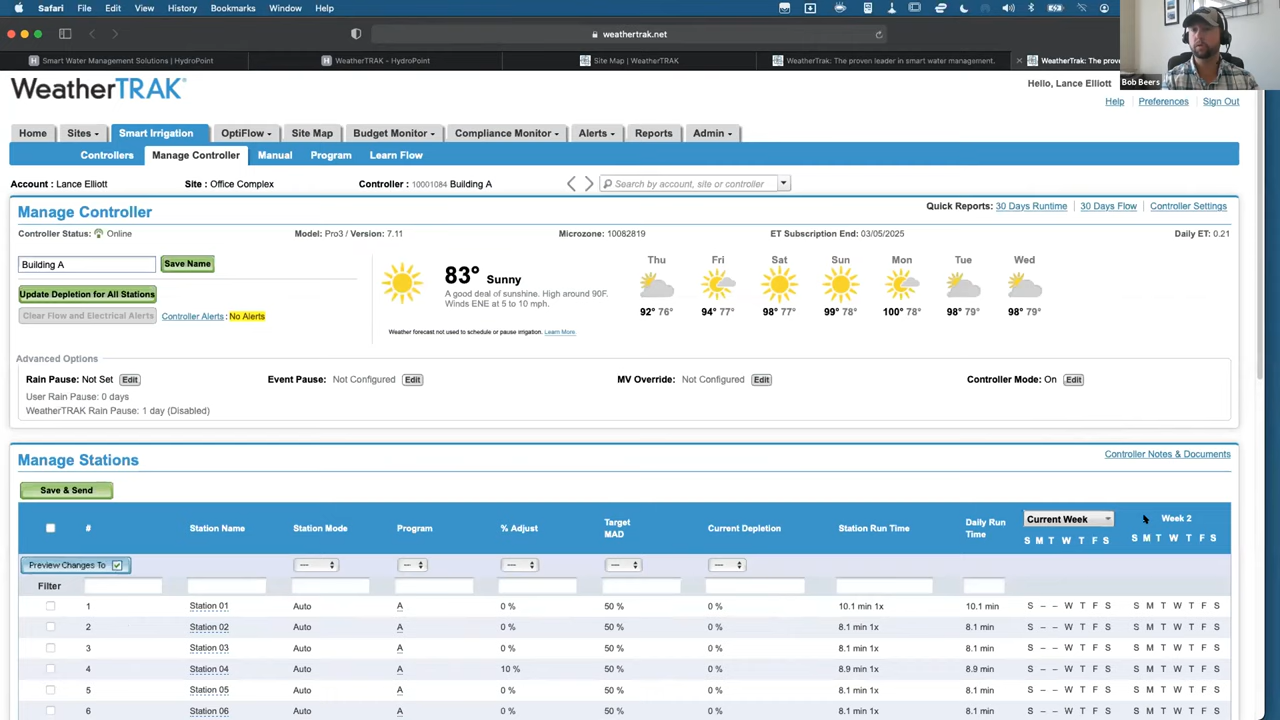 Safari File Edit View History Bookmarks Window Help
weathertrak.net
Smart Water Management Solutions | HydroPoint
WeatherTRAK - HydroPoint
Site Map | WeatherTRAK
WeatherTrak: The proven leader in smart water management.
WeatherTrak: The prove
Bob Beers
WeatherTRAK
Hello, Lance Elliott
Help Preferences Sign Out
Home Sites Smart Irrigation OptiFlow Site Map Budget Monitor Compliance Monitor Alerts Reports Admin
Controllers Manage Controller Manual Program Learn Flow
Account : Lance Elliott Site : Office Complex Controller : 10001084 Building A Search by account, site or controller
Manage Controller
Quick Reports: 30 Days Runtime | 30 Days Flow | Controller Settings
Controller Status: Online Model: Pro3 / Version: 7.11 Microzone: 10082819 ET Subscription End: 03/05/2025 Daily ET: 0.21
Building A Save Name
Update Depletion for All Stations
Clear Flow and Electrical Alerts Controller Alerts : No Alerts
83° Sunny
A good deal of sunshine. High around 90F.
Winds ENE at 5 to 10 mph.
Weather forecast not used to schedule or pause irrigation. Learn More.
Thu Fri Sat Sun Mon Tue Wed
92° 76° 94° 77° 98° 77° 99° 78° 100° 78° 98° 79° 98° 79°
Advanced Options
Rain Pause: Not Set Edit Event Pause: Not Configured Edit MV Override: Not Configured Edit Controller Mode: On Edit
User Rain Pause: 0 days
WeatherTRAK Rain Pause: 1 day (Disabled)
Manage Stations
Controller Notes & Documents
Save & Send
# Station Name Station Mode Program % Adjust Target MAD Current Depletion Station Run Time Daily Run Time Current Week Week 2
S M T W T F S S M T W T F S
Preview Changes To --- --- --- --- ---
Filter
1 Station 01 Auto A 0 % 50 % 0 % 10.1 min 1x 10.1 min S – – W T F S S M T W T F S
2 Station 02 Auto A 0 % 50 % 0 % 8.1 min 1x 8.1 min S – – W T F S S M T W T F S
3 Station 03 Auto A 0 % 50 % 0 % 8.1 min 1x 8.1 min S – – W T F S S M T W T F S
4 Station 04 Auto A 10 % 50 % 0 % 8.9 min 1x 8.9 min S – – W T F S S M T W T F S
5 Station 05 Auto A 0 % 50 % 0 % 8.1 min 1x 8.1 min S – – W T F S S M T W T F S
6 Station 06 Auto A 0 % 50 % 0 % 8.1 min 1x 8.1 min S – – W T F S S M T W T F S